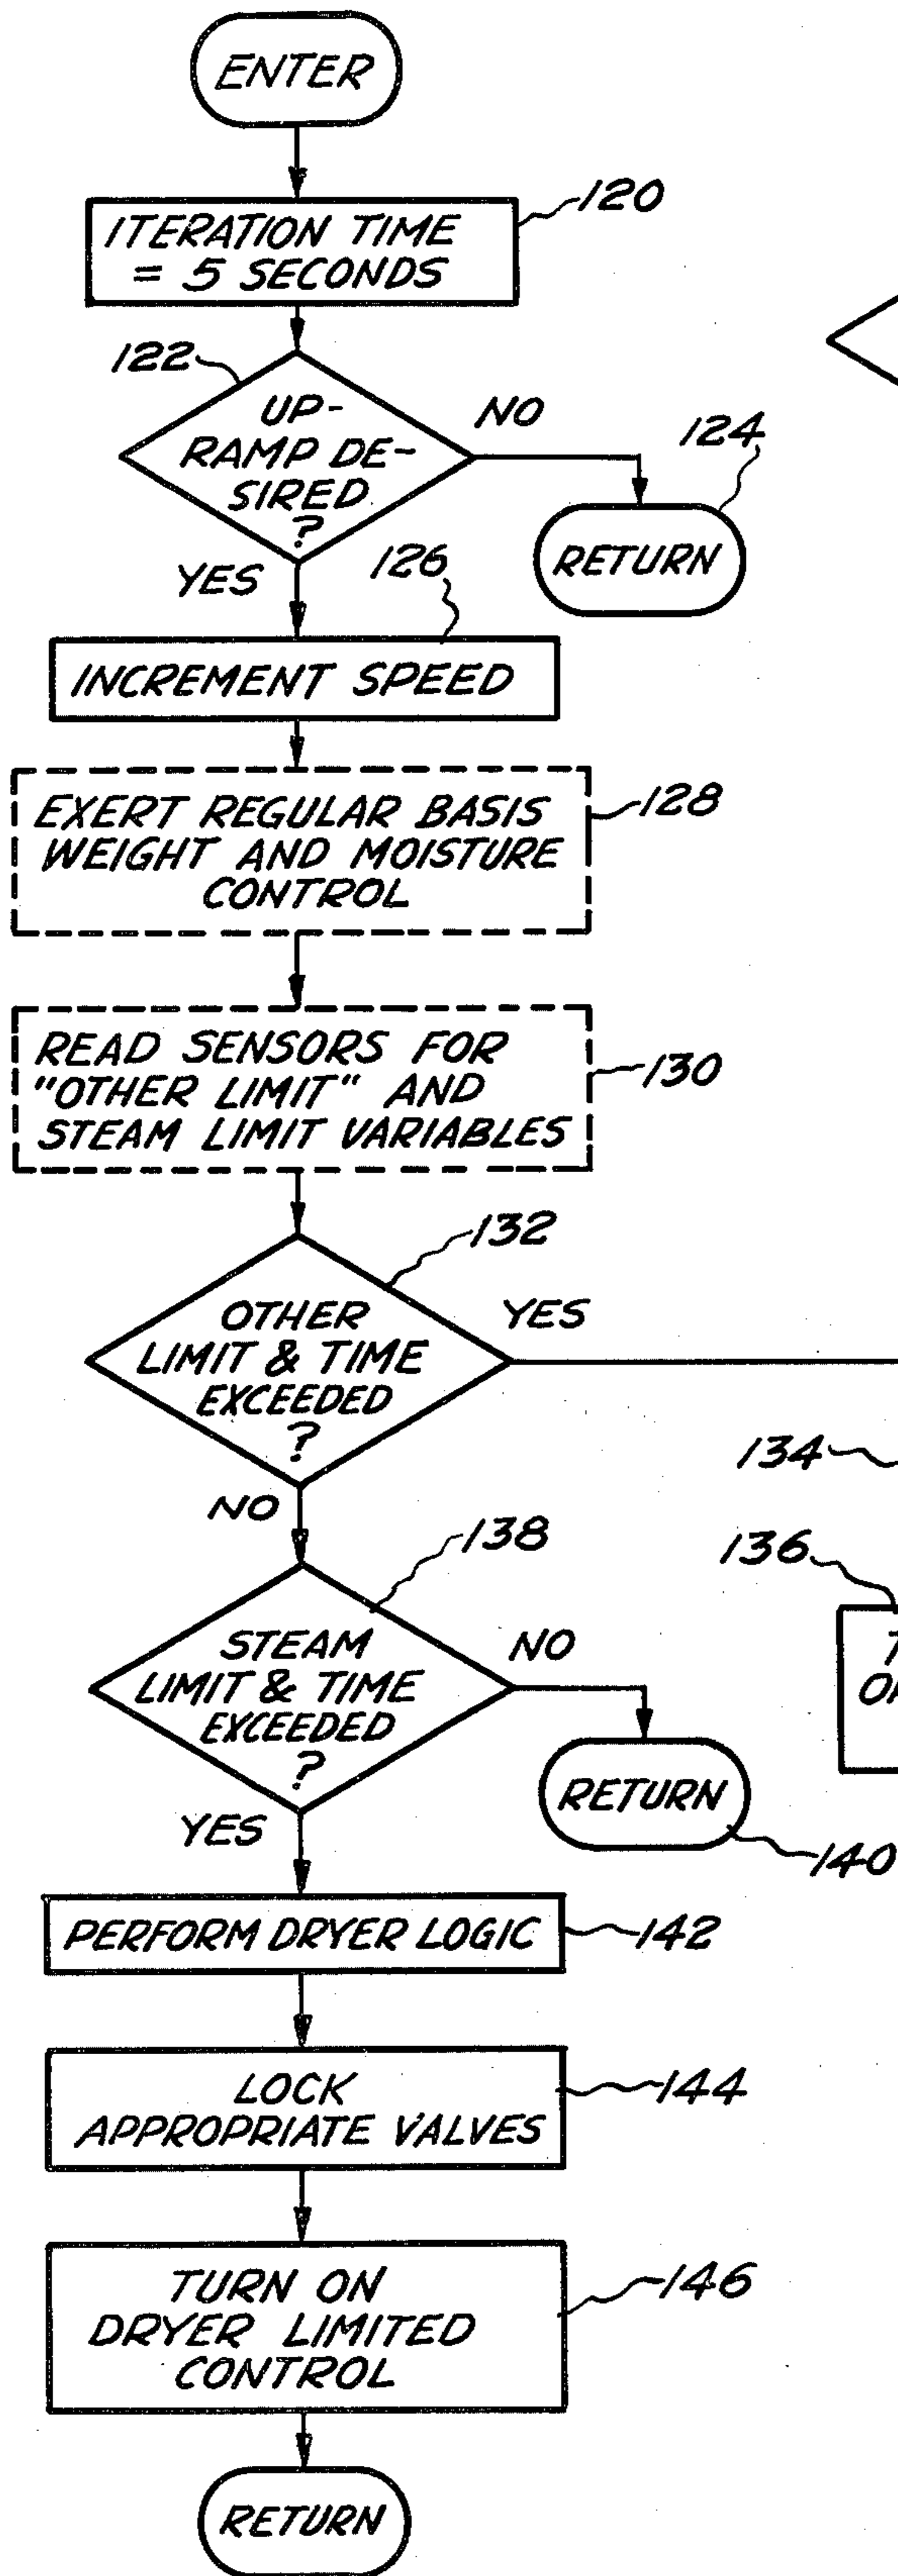 ENTER
120
ITERATION TIME
= 5 SECONDS
122
UP-
RAMP DE-
SIRED
?
NO
124
RETURN
YES
126
INCREMENT SPEED
128
EXERT REGULAR BASIS
WEIGHT AND MOISTURE
CONTROL
130
READ SENSORS FOR
"OTHER LIMIT" AND
STEAM LIMIT VARIABLES
132
OTHER
LIMIT & TIME
EXCEEDED
?
YES
134
NO
136
138
STEAM
LIMIT & TIME
EXCEEDED
?
NO
RETURN
140
YES
PERFORM DRYER LOGIC
142
LOCK
APPROPRIATE VALVES
144
TURN ON
DRYER LIMITED
CONTROL
146
RETURN